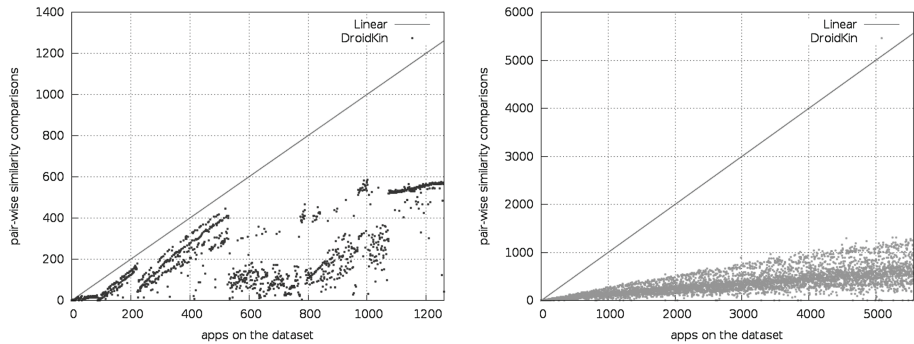 1400
1200
1000
800
600
400
200
0
pair-wise similarity comparisons
Linear
DroidKin
0 200 400 600 800 1000 1200
apps on the dataset
6000
5000
4000
3000
2000
1000
0
pair-wise similarity comparisons
Linear
DroidKin
0 1000 2000 3000 4000 5000
apps on the dataset